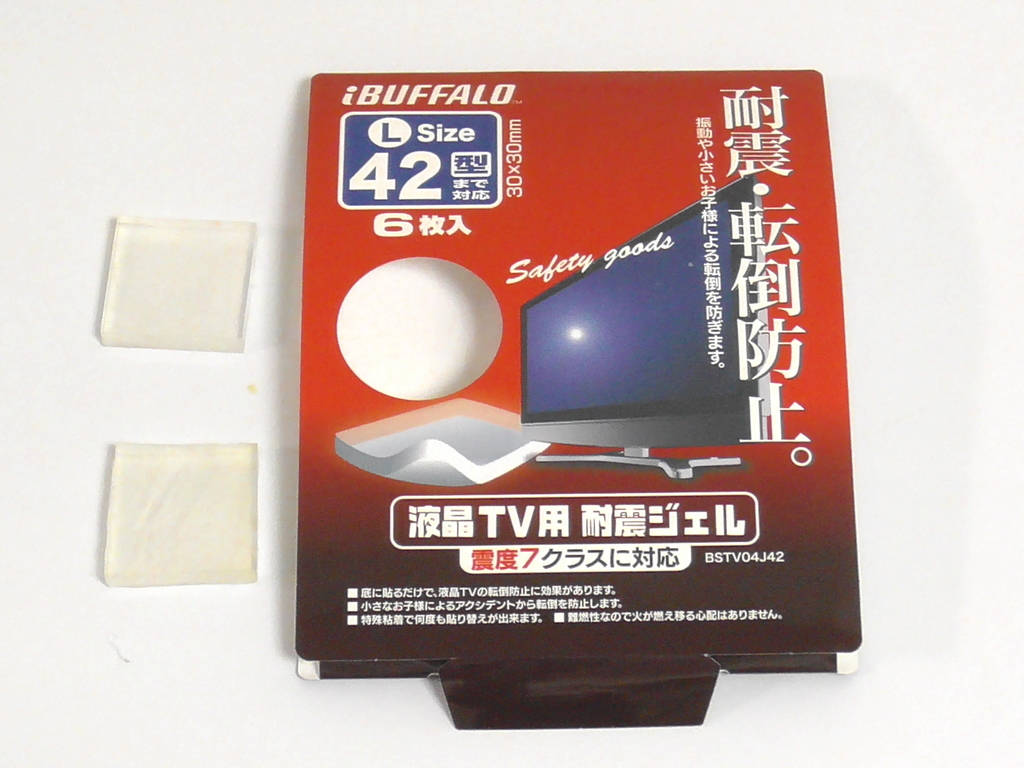 iBUFFALO™
L Size
42型まで対応
30×30mm
6枚入
耐震・転倒防止。
振動や小さいお子様による転倒を防ぎます。
Safety goods
液晶TV用 耐震ジェル
震度7クラスに対応
BSTV04J42
■ 底に貼るだけで、液晶TVの転倒防止に効果があります。
■ 小さなお子様によるアクシデントから転倒を防止します。
■ 特殊粘着で何度も貼り替えが出来ます。 ■ 難燃性なので火が燃え移る心配はありません。